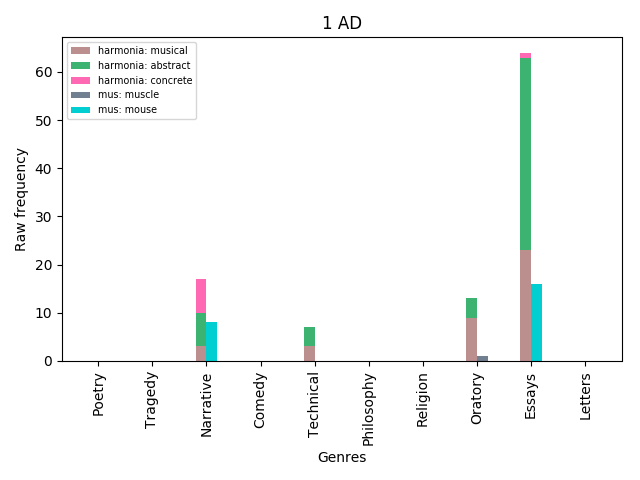 1 AD
harmonia: musical
harmonia: abstract
harmonia: concrete
mus: muscle
mus: mouse
Raw frequency
60
50
40
30
20
10
0
Poetry
Tragedy
Narrative
Comedy
Technical
Philosophy
Religion
Oratory
Essays
Letters
Genres